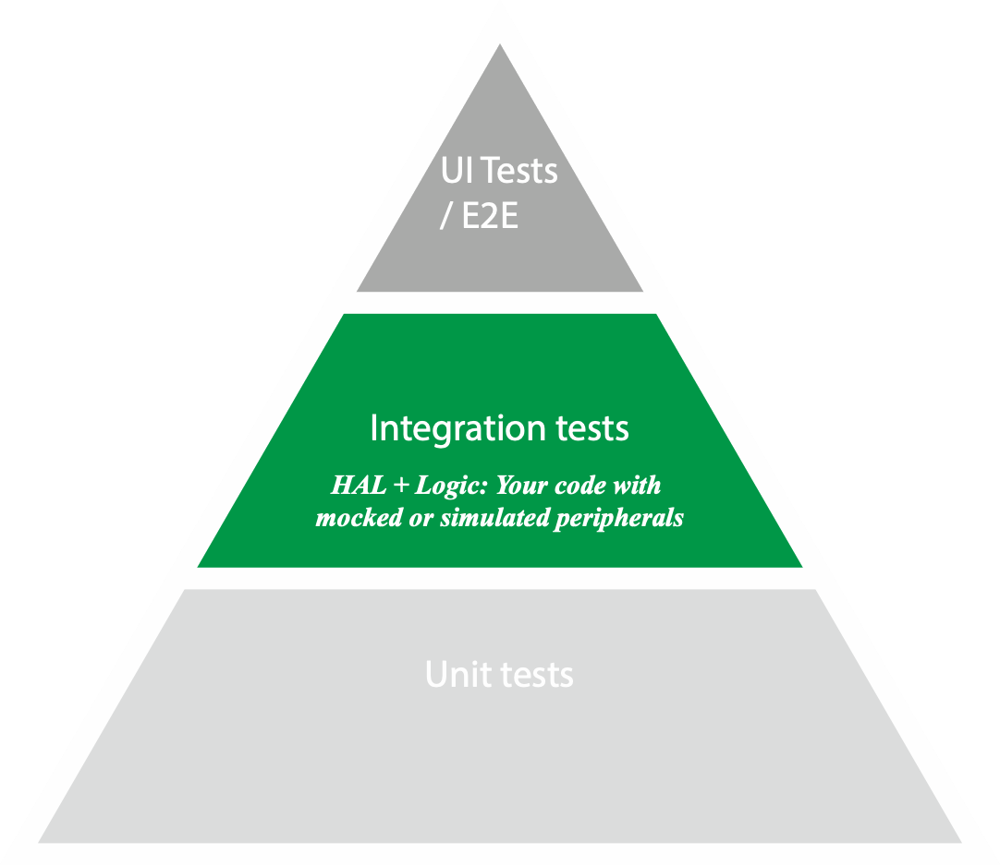 UI Tests
/ E2E
Integration tests
HAL + Logic: Your code with
mocked or simulated peripherals
Unit tests